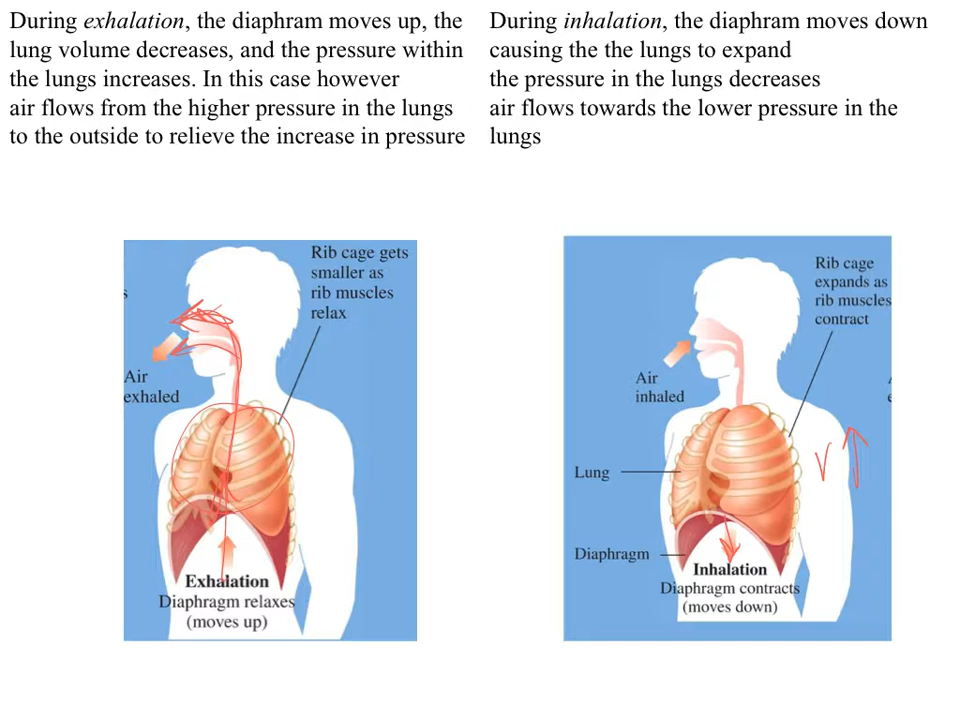 During exhalation, the diaphram moves up, the
lung volume decreases, and the pressure within
the lungs increases. In this case however
air flows from the higher pressure in the lungs
to the outside to relieve the increase in pressure
During inhalation, the diaphram moves down
causing the the lungs to expand
the pressure in the lungs decreases
air flows towards the lower pressure in the
lungs
Rib cage gets
smaller as
rib muscles
relax
s
Air
exhaled
Exhalation
Diaphragm relaxes
(moves up)
Rib cage
expands as
rib muscles
contract
Air
inhaled
Lung
V ↑
Diaphragm
Inhalation
Diaphragm contracts
(moves down)